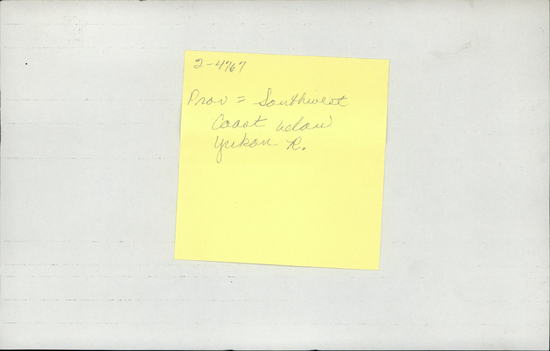 2-4767
Prov = Southwest
Coast below
Yukon R.